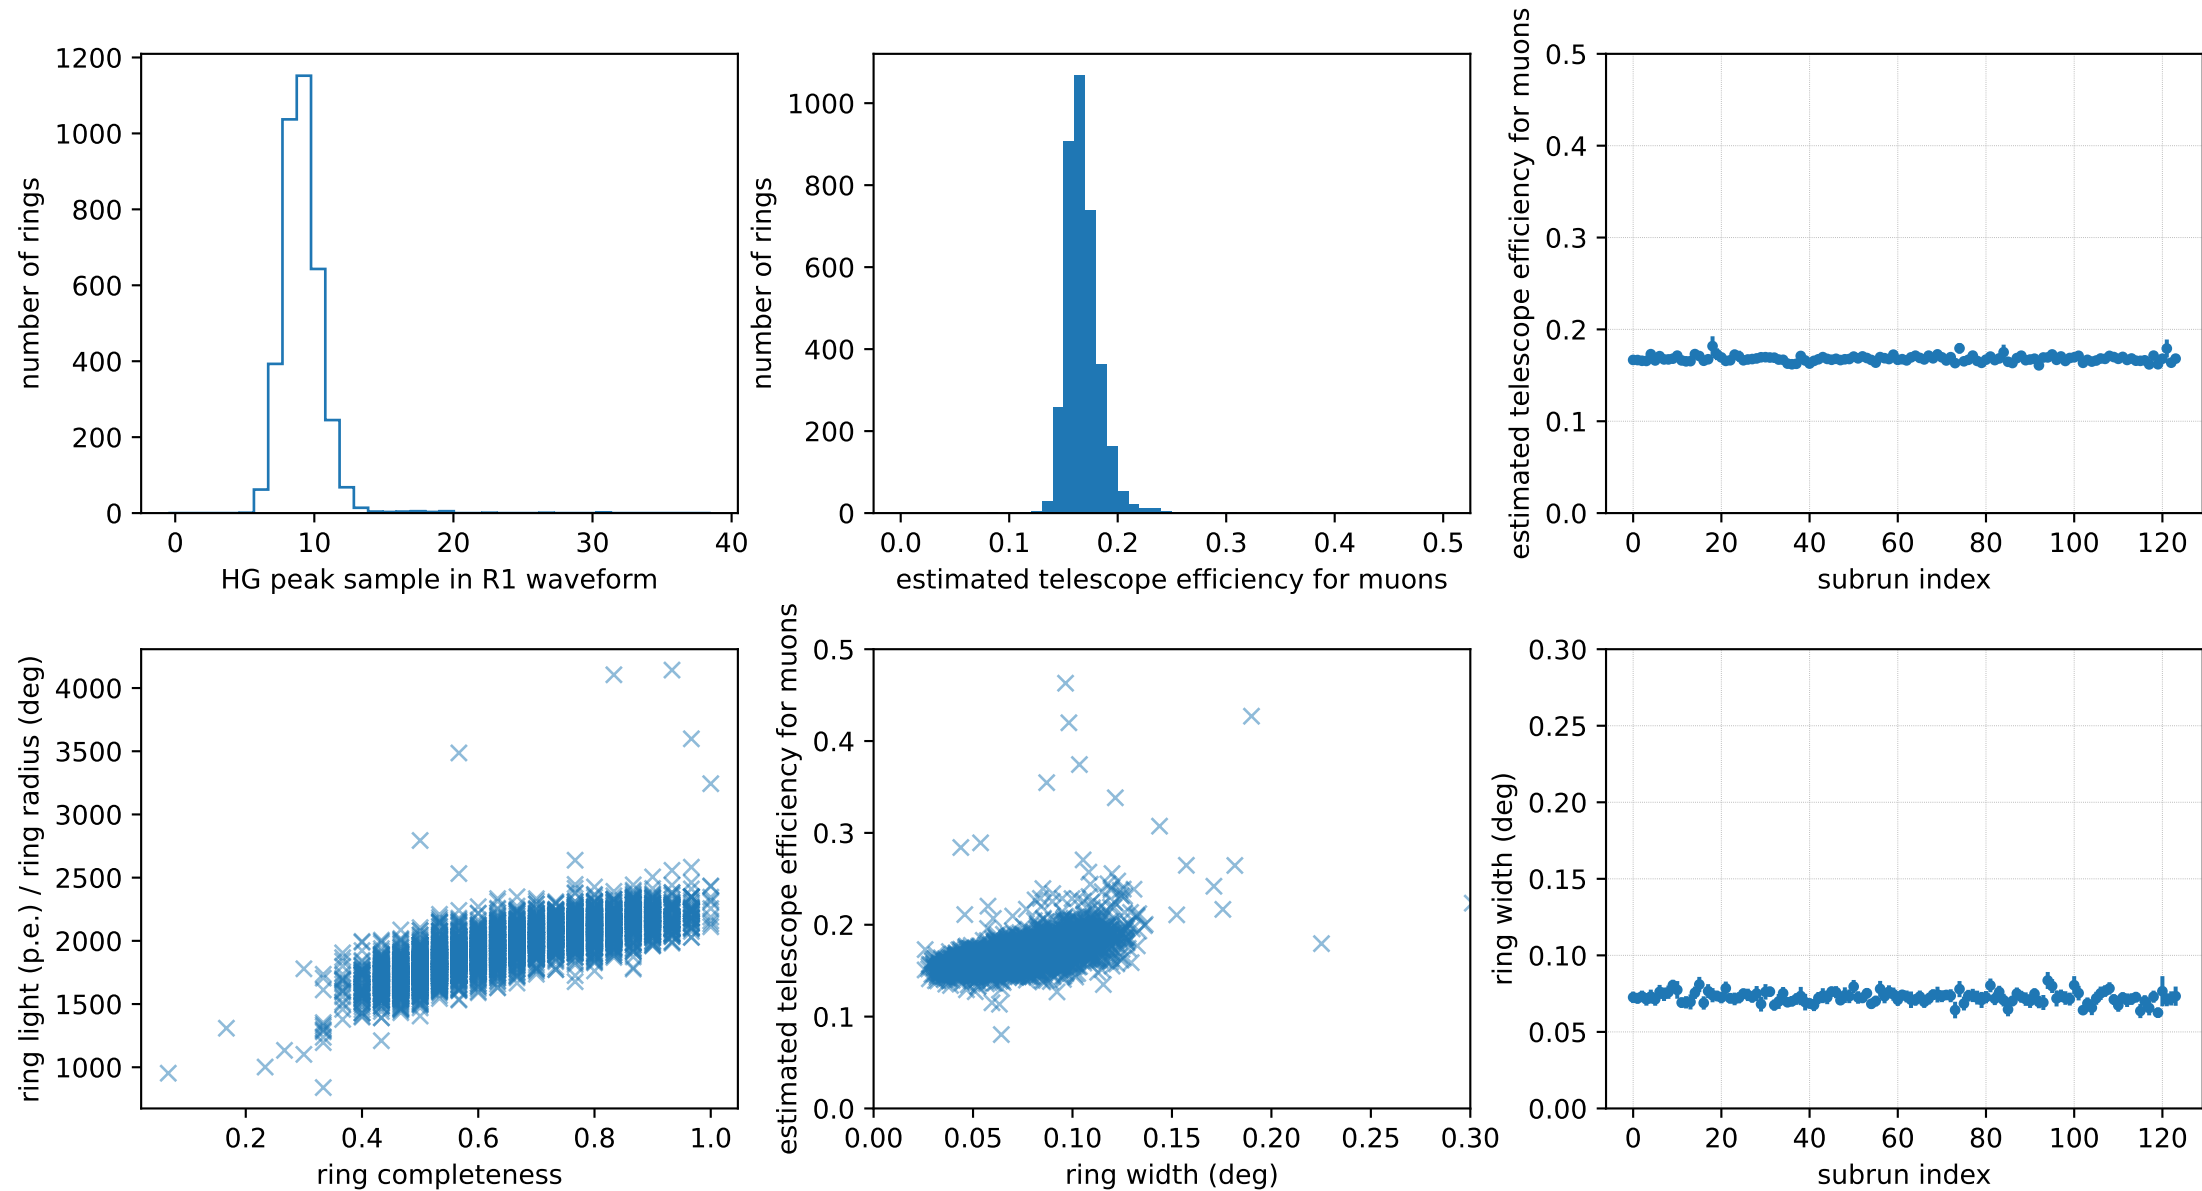 number of rings
1200
1000
800
600
400
200
0
0 10 20 30 40
HG peak sample in R1 waveform
number of rings
1000
800
600
400
200
0
0.0 0.1 0.2 0.3 0.4 0.5
estimated telescope efficiency for muons
estimated telescope efficiency for muons
0.5
0.4
0.3
0.2
0.1
0.0
0 20 40 60 80 100 120
subrun index
ring light (p.e.) / ring radius (deg)
4000
3500
3000
2500
2000
1500
1000
0.2 0.4 0.6 0.8 1.0
ring completeness
estimated telescope efficiency for muons
0.5
0.4
0.3
0.2
0.1
0.0
0.00 0.05 0.10 0.15 0.20 0.25 0.30
ring width (deg)
ring width (deg)
0.30
0.25
0.20
0.15
0.10
0.05
0.00
0 20 40 60 80 100 120
subrun index